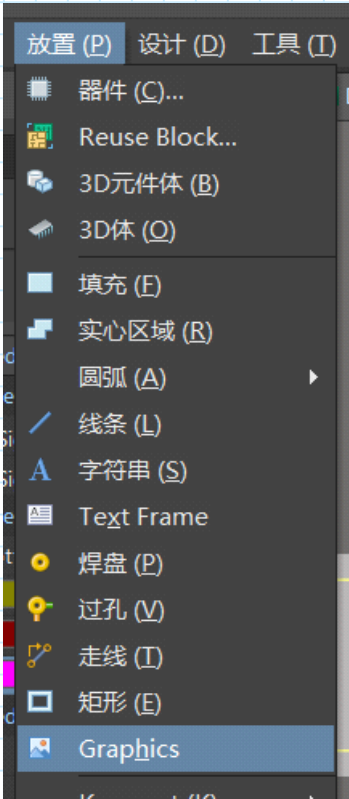 放置 (P) 设计 (D) 工具 (T)
器件 (C)...
Reuse Block...
3D元件体 (B)
3D体 (O)
填充 (F)
实心区域 (R)
圆弧 (A)
线条 (L)
字符串 (S)
Text Frame
焊盘 (P)
过孔 (V)
走线 (T)
矩形 (E)
Graphics